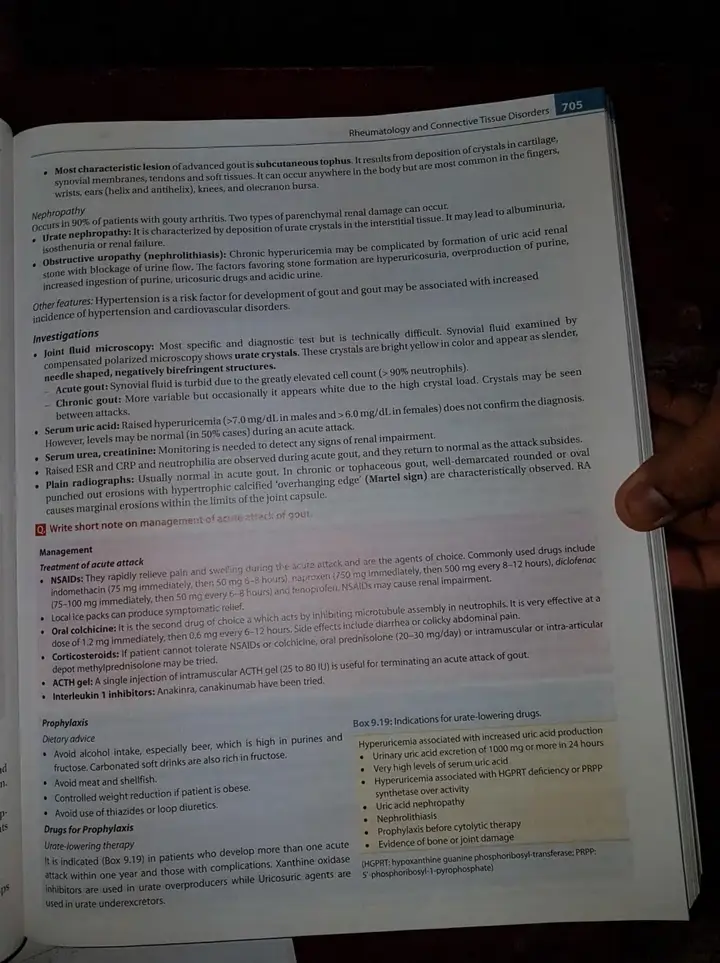 Rheumatology and Connective Tissue Disorders 705
• Most characteristic lesion of advanced gout is subcutaneous tophus. It results from deposition of crystals in cartilage,
synovial membranes, tendons and soft tissues. It can occur anywhere in the body but are most common in the fingers,
wrists, ears (helix and antihelix), knees, and olecranon bursa.
Nephropathy
Occurs in 90% of patients with gouty arthritis. Two types of parenchymal renal damage can occur.
• Urate nephropathy: It is characterized by deposition of urate crystals in the interstitial tissue. It may lead to albuminuria,
isosthenuria or renal failure.
• Obstructive uropathy (nephrolithiasis): Chronic hyperuricemia may be complicated by formation of uric acid renal
stone with blockage of urine flow. The factors favoring stone formation are hyperuricosuria, overproduction of purine,
increased ingestion of purine, uricosuric drugs and acidic urine.
Other features: Hypertension is a risk factor for development of gout and gout may be associated with increased
incidence of hypertension and cardiovascular disorders.
Investigations
• Joint fluid microscopy: Most specific and diagnostic test but is technically difficult. Synovial fluid examined by
compensated polarized microscopy shows urate crystals. These crystals are bright yellow in color and appear as slender,
needle shaped, negatively birefringent structures.
– Acute gout: Synovial fluid is turbid due to the greatly elevated cell count (> 90% neutrophils).
– Chronic gout: More variable but occasionally it appears white due to the high crystal load. Crystals may be seen
between attacks.
• Serum uric acid: Raised hyperuricemia (>7.0 mg/dL in males and > 6.0 mg/dL in females) does not confirm the diagnosis.
However, levels may be normal (in 50% cases) during an acute attack.
• Serum urea, creatinine: Monitoring is needed to detect any signs of renal impairment.
• Raised ESR and CRP and neutrophilia are observed during acute gout, and they return to normal as the attack subsides.
• Plain radiographs: Usually normal in acute gout. In chronic or tophaceous gout, well-demarcated rounded or oval
punched out erosions with hypertrophic calcified 'overhanging edge' (Martel sign) are characteristically observed. RA
causes marginal erosions within the limits of the joint capsule.
Q. Write short note on management of acute attack of gout.
Management
Treatment of acute attack
• NSAIDs: They rapidly relieve pain and swelling during the acute attack and are the agents of choice. Commonly used drugs include
indomethacin (75 mg immediately, then 50 mg 6–8 hours), naproxen (750 mg immediately, then 500 mg every 8–12 hours), diclofenac
(75–100 mg immediately, then 50 mg every 6–8 hours) and fenoprofen. NSAIDs may cause renal impairment.
• Local ice packs can produce symptomatic relief.
• Oral colchicine: It is the second drug of choice a which acts by inhibiting microtubule assembly in neutrophils. It is very effective at a
dose of 1.2 mg immediately, then 0.6 mg every 6–12 hours. Side effects include diarrhea or colicky abdominal pain.
• Corticosteroids: If patient cannot tolerate NSAIDs or colchicine, oral prednisolone (20–30 mg/day) or intramuscular or intra-articular
depot methylprednisolone may be tried.
• ACTH gel: A single injection of intramuscular ACTH gel (25 to 80 IU) is useful for terminating an acute attack of gout.
• Interleukin 1 inhibitors: Anakinra, canakinumab have been tried.
Prophylaxis
Dietary advice
• Avoid alcohol intake, especially beer, which is high in purines and
fructose. Carbonated soft drinks are also rich in fructose.
• Avoid meat and shellfish.
• Controlled weight reduction if patient is obese.
• Avoid use of thiazides or loop diuretics.
Drugs for Prophylaxis
Urate-lowering therapy
It is indicated (Box 9.19) in patients who develop more than one acute
attack within one year and those with complications. Xanthine oxidase
inhibitors are used in urate overproducers while Uricosuric agents are
used in urate underexcretors.
Box 9.19: Indications for urate-lowering drugs.
Hyperuricemia associated with increased uric acid production
• Urinary uric acid excretion of 1000 mg or more in 24 hours
• Very high levels of serum uric acid
• Hyperuricemia associated with HGPRT deficiency or PRPP
synthetase over activity
• Uric acid nephropathy
• Nephrolithiasis
• Prophylaxis before cytolytic therapy
• Evidence of bone or joint damage
(HGPRT: hypoxanthine guanine phosphoribosyl-transferase; PRPP:
5'-phosphoribosyl-1-pyrophosphate)